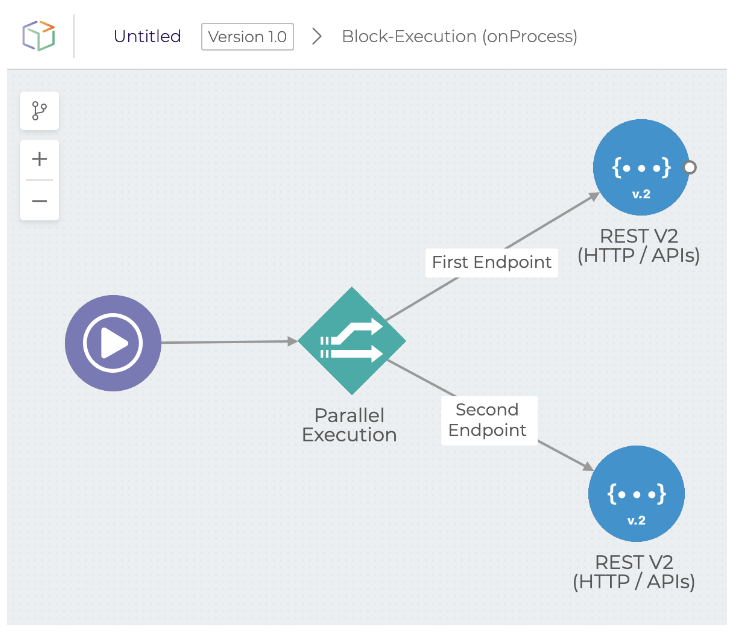 Untitled
Version 1.0
Block-Execution (onProcess)
{•••}
v.2
REST V2
(HTTP / APIs)
First Endpoint
Parallel
Execution
Second
Endpoint
{•••}
v.2
REST V2
(HTTP / APIs)